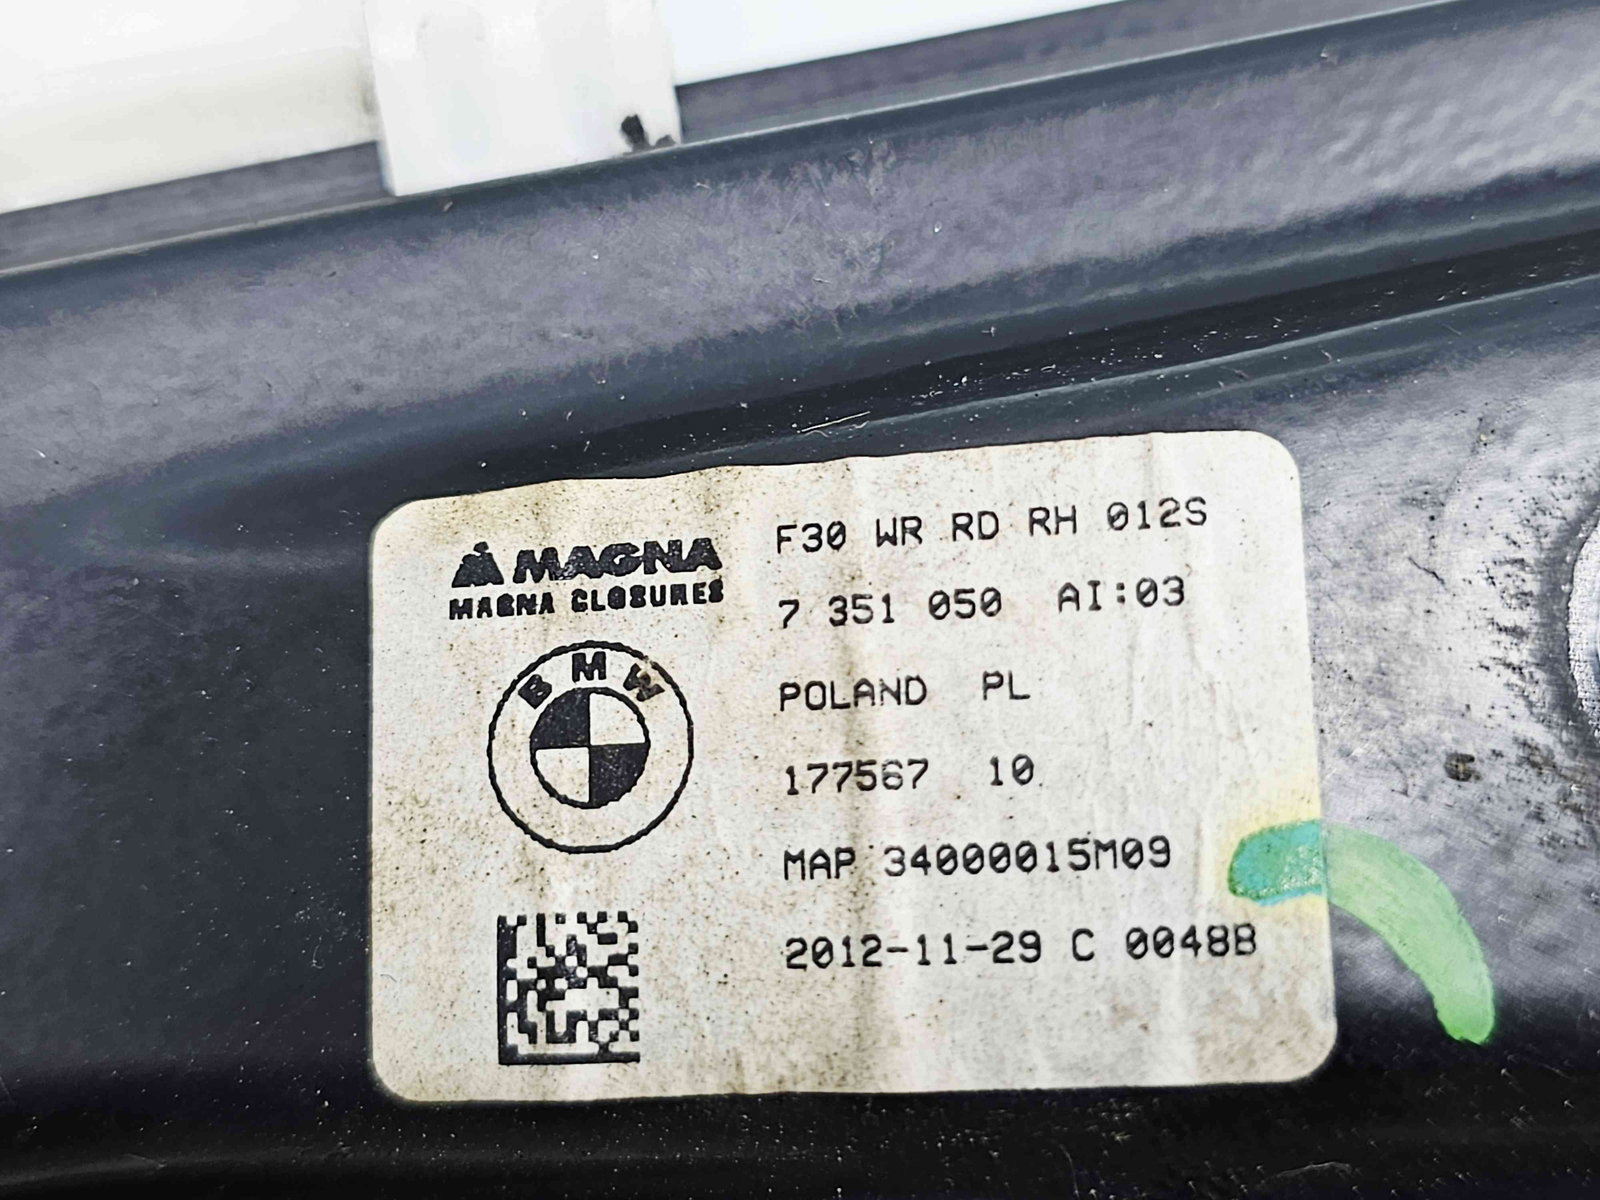 MAGNA
MAGNA CLOSURES
BMW
F30 WR RD RH 012S
7 351 050 AI:03
POLAND PL
177567 10
MAP 34000015M09
2012-11-29 C 0048B